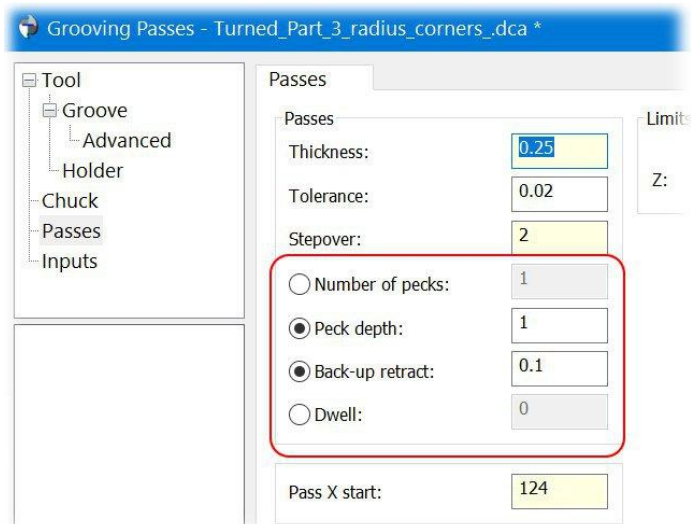 Grooving Passes - Turned_Part_3_radius_corners_.dca *
Tool
Groove
Advanced
Holder
Chuck
Passes
Inputs
Passes
Passes
Thickness: 0.25
Tolerance: 0.02
Stepover: 2
Number of pecks: 1
Peck depth: 1
Back-up retract: 0.1
Dwell: 0
Pass X start: 124
Limits
Z: